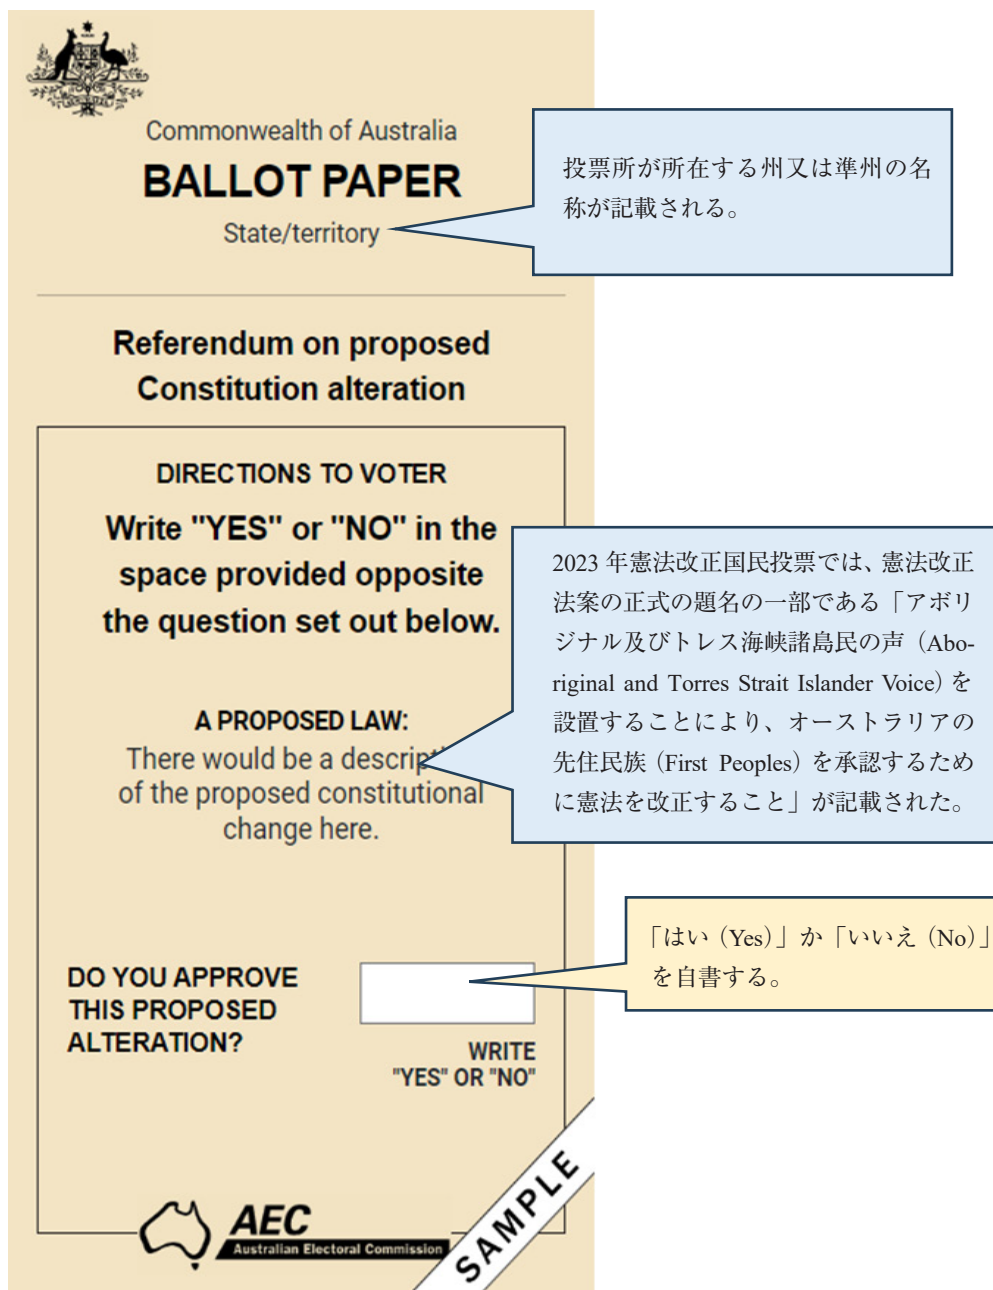 Commonwealth of Australia
BALLOT PAPER
State/territory
投票所が所在する州又は準州の名
称が記載される。
Referendum on proposed
Constitution alteration
DIRECTIONS TO VOTER
Write "YES" or "NO" in the
space provided opposite
the question set out below.
2023 年憲法改正国民投票では、憲法改正
法案の正式の題名の一部である「アボリ
ジナル及びトレス海峡諸島民の声（Abo-
riginal and Torres Strait Islander Voice）を
設置することにより、オーストラリアの
先住民族（First Peoples）を承認するため
に憲法を改正すること」が記載された。
A PROPOSED LAW:
There would be a descripti
of the proposed constitutional
change here.
「はい（Yes）」か「いいえ（No）」
を自書する。
DO YOU APPROVE
THIS PROPOSED
ALTERATION?
WRITE
"YES" OR "NO"
SAMPLE
AEC
Australian Electoral Commission